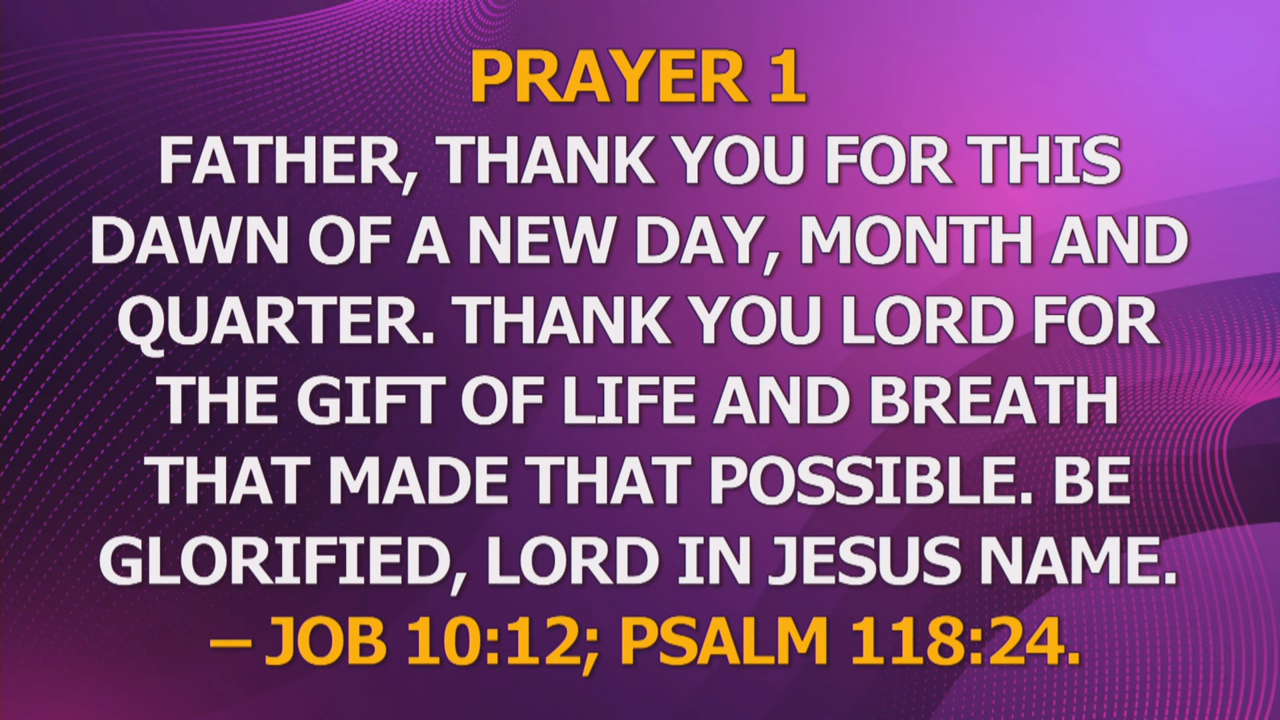 PRAYER 1
FATHER, THANK YOU FOR THIS
DAWN OF A NEW DAY, MONTH AND
QUARTER. THANK YOU LORD FOR
THE GIFT OF LIFE AND BREATH
THAT MADE THAT POSSIBLE. BE
GLORIFIED, LORD IN JESUS NAME.
– JOB 10:12; PSALM 118:24.